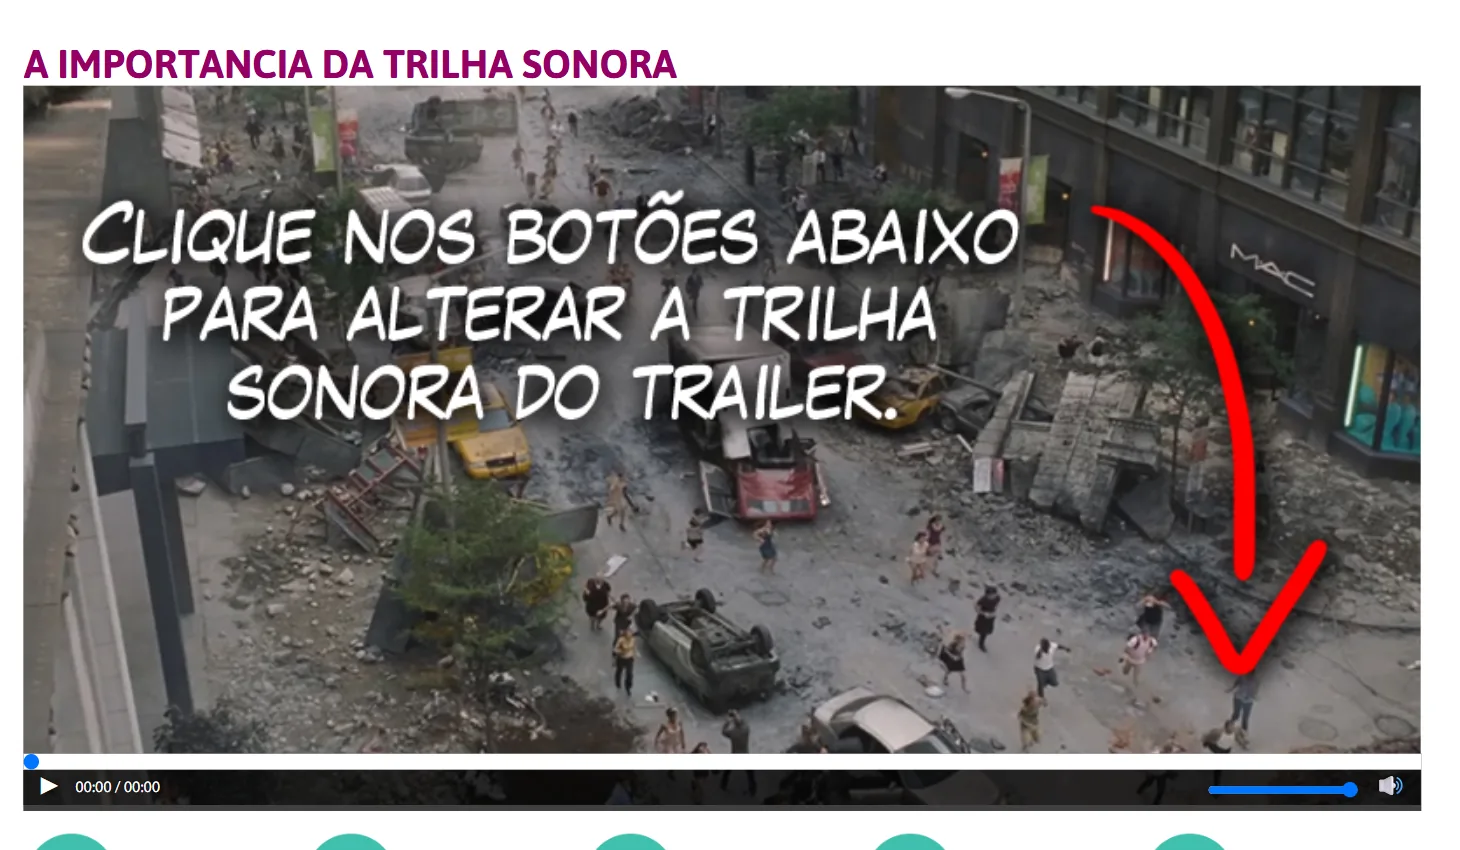 A IMPORTANCIA DA TRILHA SONORA
CLIQUE NOS BOTÕES ABAIXO
PARA ALTERAR A TRILHA
SONORA DO TRAILER.
MAC
00:00 / 00:00